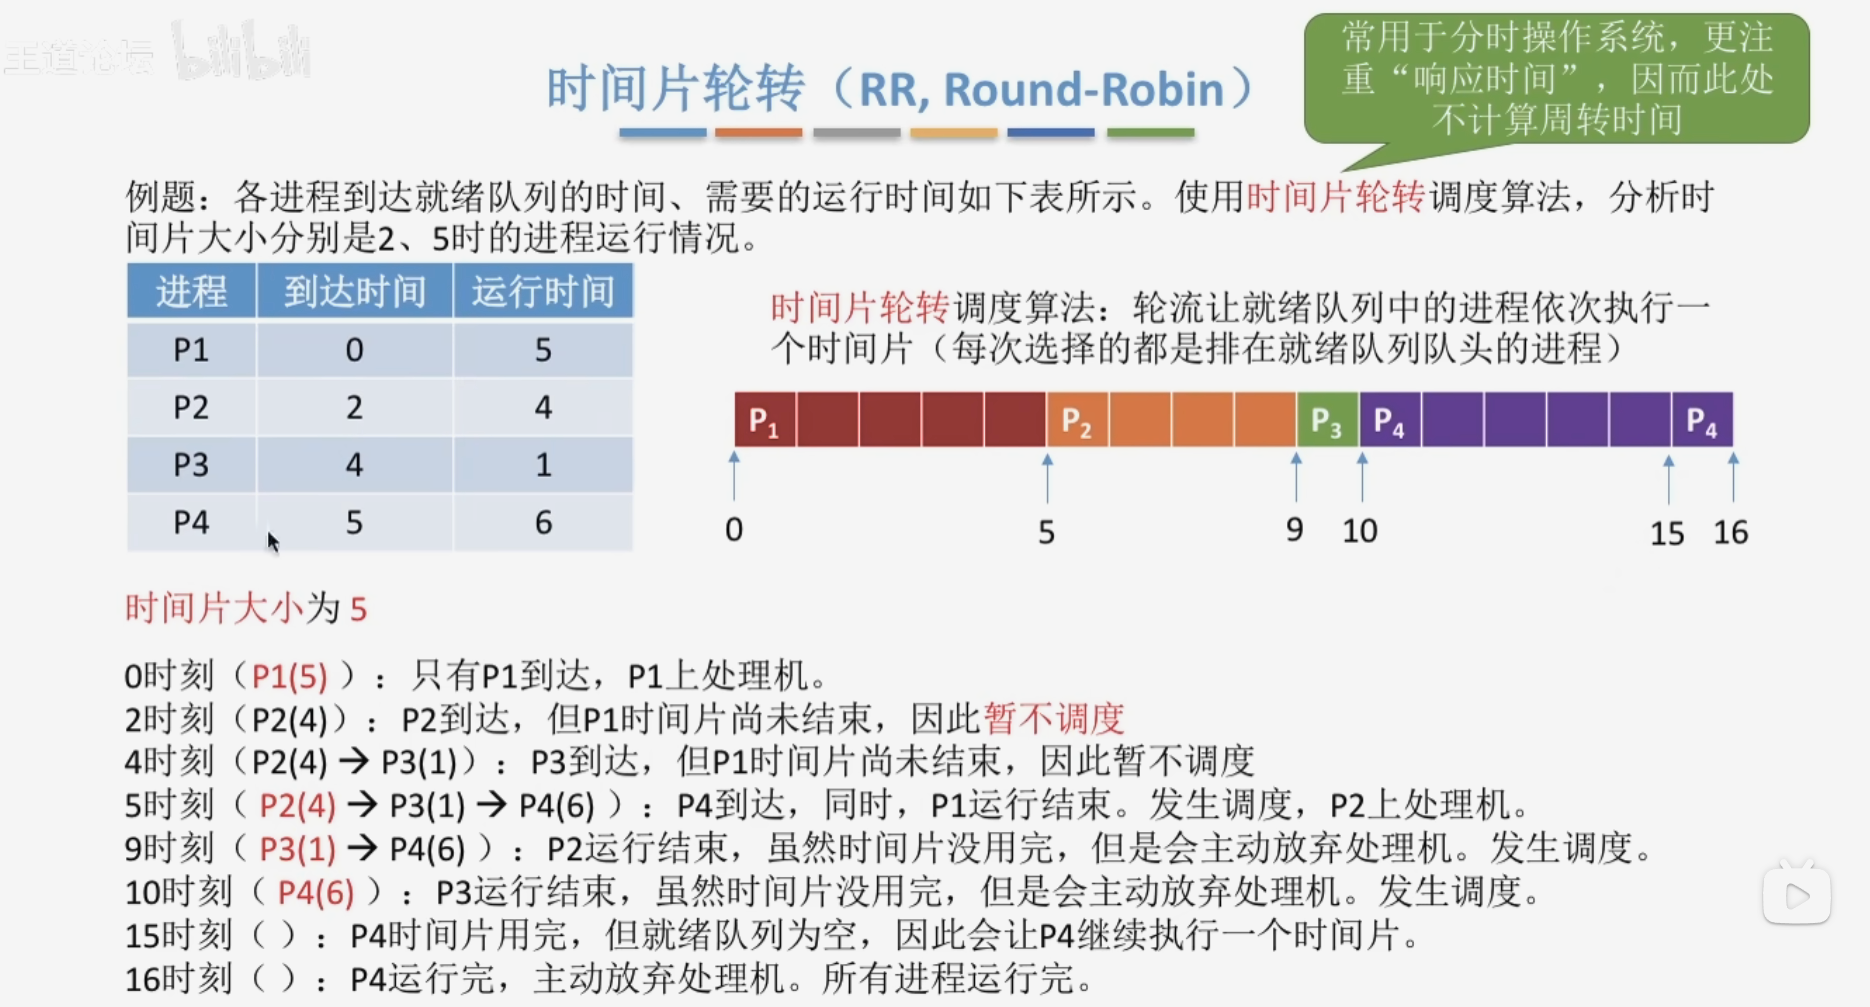 王道论坛 bilibili
时间片轮转（RR, Round-Robin）
常用于分时操作系统，更注
重“响应时间”，因而此处
不计算周转时间
例题：各进程到达就绪队列的时间、需要的运行时间如下表所示。使用时间片轮转调度算法，分析时
间片大小分别是2、5时的进程运行情况。
进程 到达时间 运行时间
P1 0 5
P2 2 4
P3 4 1
P4 5 6
时间片轮转调度算法：轮流让就绪队列中的进程依次执行一
个时间片（每次选择的都是排在就绪队列队头的进程）
P1 P2 P3 P4 P4
0 5 9 10 15 16
时间片大小为 5
0时刻（P1(5) ）：只有P1到达，P1上处理机。
2时刻（P2(4)）：P2到达，但P1时间片尚未结束，因此暂不调度
4时刻（P2(4) → P3(1)）：P3到达，但P1时间片尚未结束，因此暂不调度
5时刻（ P2(4) → P3(1) → P4(6) ）：P4到达，同时，P1运行结束。发生调度，P2上处理机。
9时刻（ P3(1) → P4(6) ）：P2运行结束，虽然时间片没用完，但是会主动放弃处理机。发生调度。
10时刻（ P4(6) ）：P3运行结束，虽然时间片没用完，但是会主动放弃处理机。发生调度。
15时刻（ ）：P4时间片用完，但就绪队列为空，因此会让P4继续执行一个时间片。
16时刻（ ）：P4运行完，主动放弃处理机。所有进程运行完。